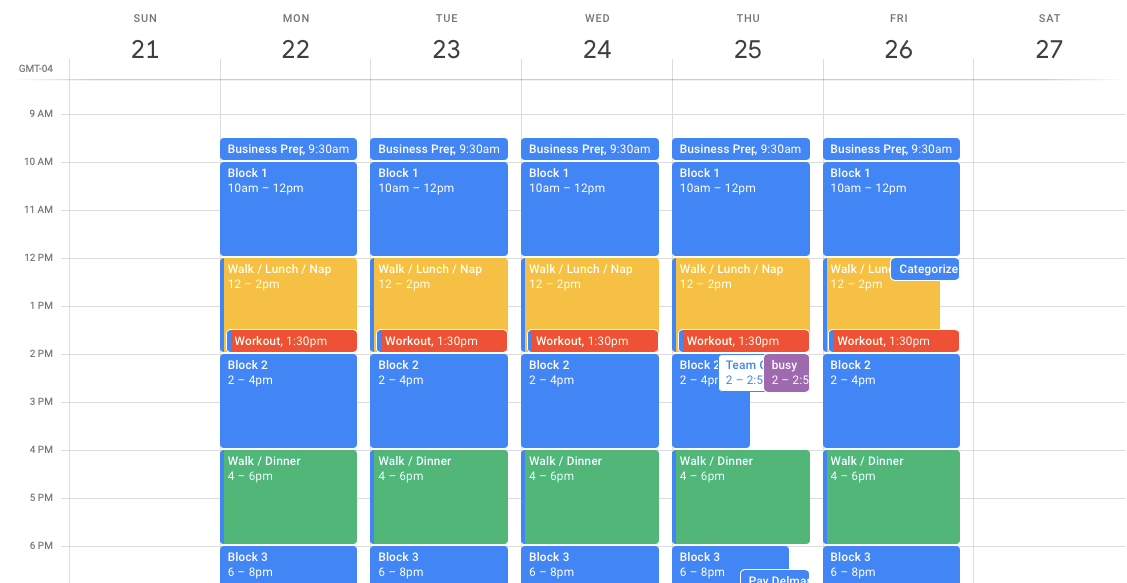 SUN MON TUE WED THU FRI SAT
21 22 23 24 25 26 27
GMT-04
9 AM
Business Prep, 9:30am Business Prep, 9:30am Business Prep, 9:30am Business Prep, 9:30am Business Prep, 9:30am
10 AM
Block 1 Block 1 Block 1 Block 1 Block 1
10am – 12pm 10am – 12pm 10am – 12pm 10am – 12pm 10am – 12pm
11 AM
12 PM
Walk / Lunch / Nap Walk / Lunch / Nap Walk / Lunch / Nap Walk / Lunch / Nap Walk / Lun Categorize
12 – 2pm 12 – 2pm 12 – 2pm 12 – 2pm 12 – 2pm
1 PM
Workout, 1:30pm Workout, 1:30pm Workout, 1:30pm Workout, 1:30pm Workout, 1:30pm
2 PM
Block 2 Block 2 Block 2 Block 2 Team busy Block 2
2 – 4pm 2 – 4pm 2 – 4pm 2 – 4pm 2 – 2:5 2 – 2:5 2 – 4pm
3 PM
4 PM
Walk / Dinner Walk / Dinner Walk / Dinner Walk / Dinner Walk / Dinner
4 – 6pm 4 – 6pm 4 – 6pm 4 – 6pm 4 – 6pm
5 PM
6 PM
Block 3 Block 3 Block 3 Block 3 Block 3
6 – 8pm 6 – 8pm 6 – 8pm 6 – 8pm 6 – 8pm
Pay Delmar